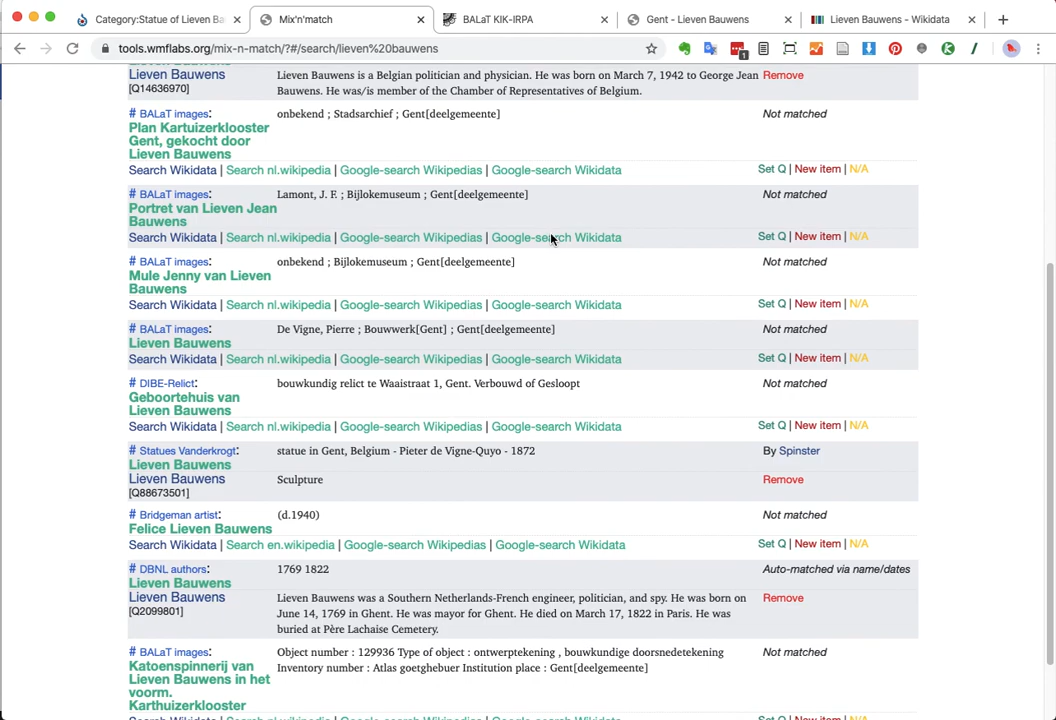 Category:Statue of Lieven Ba
Mix'n'match
BALaT KIK-IRPA
Gent - Lieven Bauwens
Lieven Bauwens - Wikidata
tools.wmflabs.org/mix-n-match/?#/search/lieven%20bauwens
1
Lieven Bauwens
Lieven Bauwens
[Q14636970]
Lieven Bauwens is a Belgian politician and physician. He was born on March 7, 1942 to George Jean
Bauwens. He was/is member of the Chamber of Representatives of Belgium.
Remove
# BALaT images:
Plan Kartuizerklooster
Gent, gekocht door
Lieven Bauwens
onbekend ; Stadsarchief ; Gent[deelgemeente]
Not matched
Search Wikidata | Search nl.wikipedia | Google-search Wikipedias | Google-search Wikidata
Set Q | New item | N/A
# BALaT images:
Portret van Lieven Jean
Bauwens
Lamont, J. F. ; Bijlokemuseum ; Gent[deelgemeente]
Not matched
Search Wikidata | Search nl.wikipedia | Google-search Wikipedias | Google-search Wikidata
Set Q | New item | N/A
# BALaT images:
Mule Jenny van Lieven
Bauwens
onbekend ; Bijlokemuseum ; Gent[deelgemeente]
Not matched
Search Wikidata | Search nl.wikipedia | Google-search Wikipedias | Google-search Wikidata
Set Q | New item | N/A
# BALaT images:
Lieven Bauwens
De Vigne, Pierre ; Bouwwerk[Gent] ; Gent[deelgemeente]
Not matched
Search Wikidata | Search nl.wikipedia | Google-search Wikipedias | Google-search Wikidata
Set Q | New item | N/A
# DIBE-Relict:
Geboortehuis van
Lieven Bauwens
bouwkundig relict te Waaistraat 1, Gent. Verbouwd of Gesloopt
Not matched
Search Wikidata | Search nl.wikipedia | Google-search Wikipedias | Google-search Wikidata
Set Q | New item | N/A
# Statues Vanderkrogt:
Lieven Bauwens
statue in Gent, Belgium - Pieter de Vigne-Quyo - 1872
By Spinster
Lieven Bauwens
[Q88673501]
Sculpture
Remove
# Bridgeman artist:
Felice Lieven Bauwens
(d.1940)
Not matched
Search Wikidata | Search en.wikipedia | Google-search Wikipedias | Google-search Wikidata
Set Q | New item | N/A
# DBNL authors:
Lieven Bauwens
1769 1822
Auto-matched via name/dates
Lieven Bauwens
[Q2099801]
Lieven Bauwens was a Southern Netherlands-French engineer, politician, and spy. He was born on
June 14, 1769 in Ghent. He was mayor for Ghent. He died on March 17, 1822 in Paris. He was
buried at Père Lachaise Cemetery.
Remove
# BALaT images:
Katoenspinnerij van
Lieven Bauwens in het
voorm.
Karthuizerklooster
Object number : 129936 Type of object : ontwerptekening , bouwkundige doorsnedetekening
Inventory number : Atlas goetghebuer Institution place : Gent[deelgemeente]
Not matched
Search Wikidata | Search nl.wikipedia | Google-search Wikipedias | Google-search Wikidata
Set Q | New item | N/A